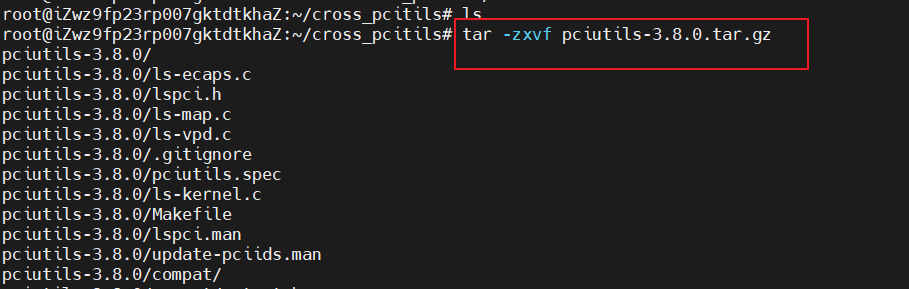 root@iZwz9fp23rp007gktdtkhaZ:~/cross_pcitils# ls
root@iZwz9fp23rp007gktdtkhaZ:~/cross_pcitils# tar -zxvf pciutils-3.8.0.tar.gz
pciutils-3.8.0/
pciutils-3.8.0/ls-ecaps.c
pciutils-3.8.0/lspci.h
pciutils-3.8.0/ls-map.c
pciutils-3.8.0/ls-vpd.c
pciutils-3.8.0/.gitignore
pciutils-3.8.0/pciutils.spec
pciutils-3.8.0/ls-kernel.c
pciutils-3.8.0/Makefile
pciutils-3.8.0/lspci.man
pciutils-3.8.0/update-pciids.man
pciutils-3.8.0/compat/